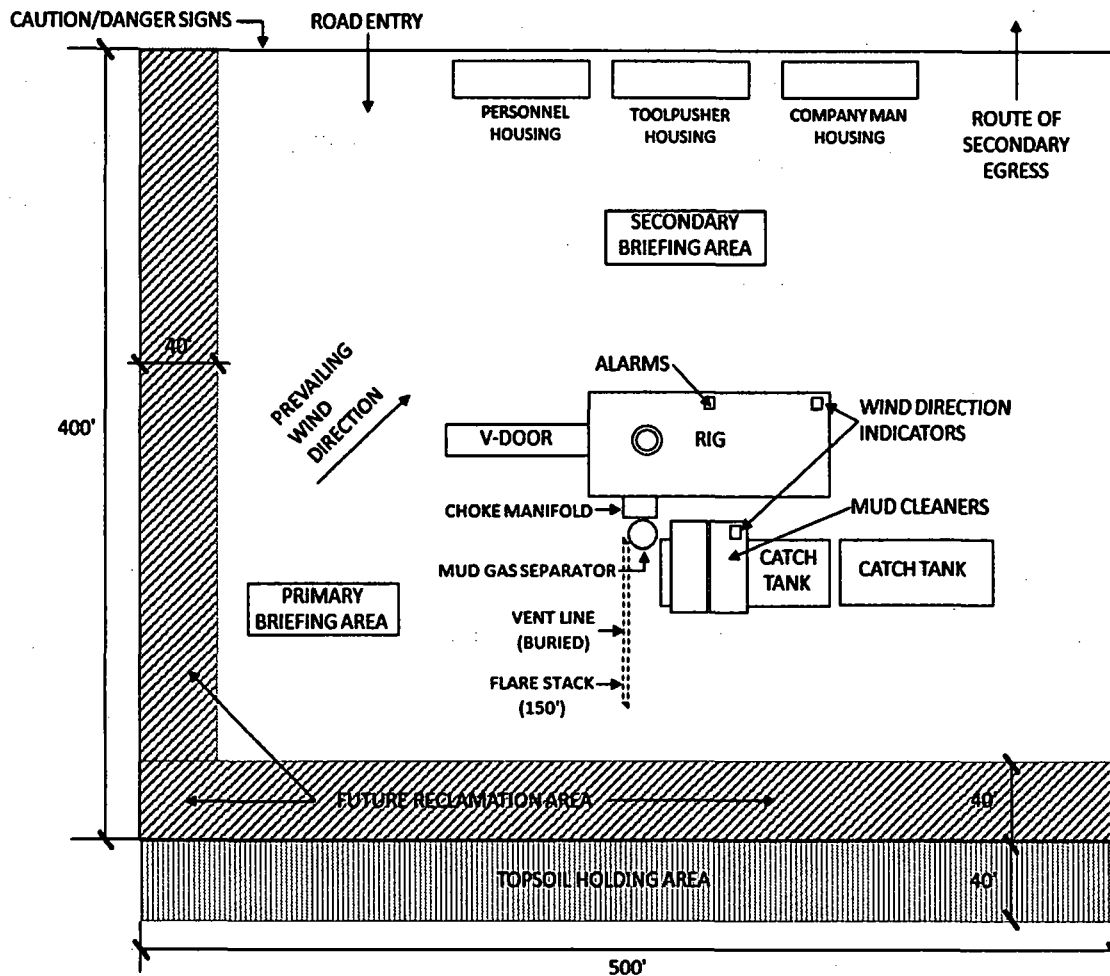 CAUTION/DANGER SIGNS
ROAD ENTRY
PERSONNEL
HOUSING
TOOLPUSHER
HOUSING
COMPANY MAN
HOUSING
ROUTE OF
SECONDARY
EGRESS
SECONDARY
BRIEFING AREA
40'
PREVAILING
WIND
DIRECTION
400'
ALARMS
WIND DIRECTION
INDICATORS
V-DOOR
RIG
CHOKE MANIFOLD
MUD CLEANERS
MUD GAS SEPARATOR
CATCH
TANK
CATCH TANK
PRIMARY
BRIEFING AREA
VENT LINE
(BURIED)
FLARE STACK
(150')
FUTURE RECLAMATION AREA
40'
TOPSOIL HOLDING AREA
40'
500'